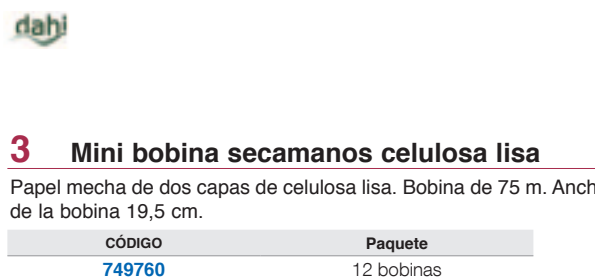 dahi
3 Mini bobina secamanos celulosa lisa
Papel mecha de dos capas de celulosa lisa. Bobina de 75 m. Anch
de la bobina 19,5 cm.
CÓDIGO Paquete
749760 12 bobinas